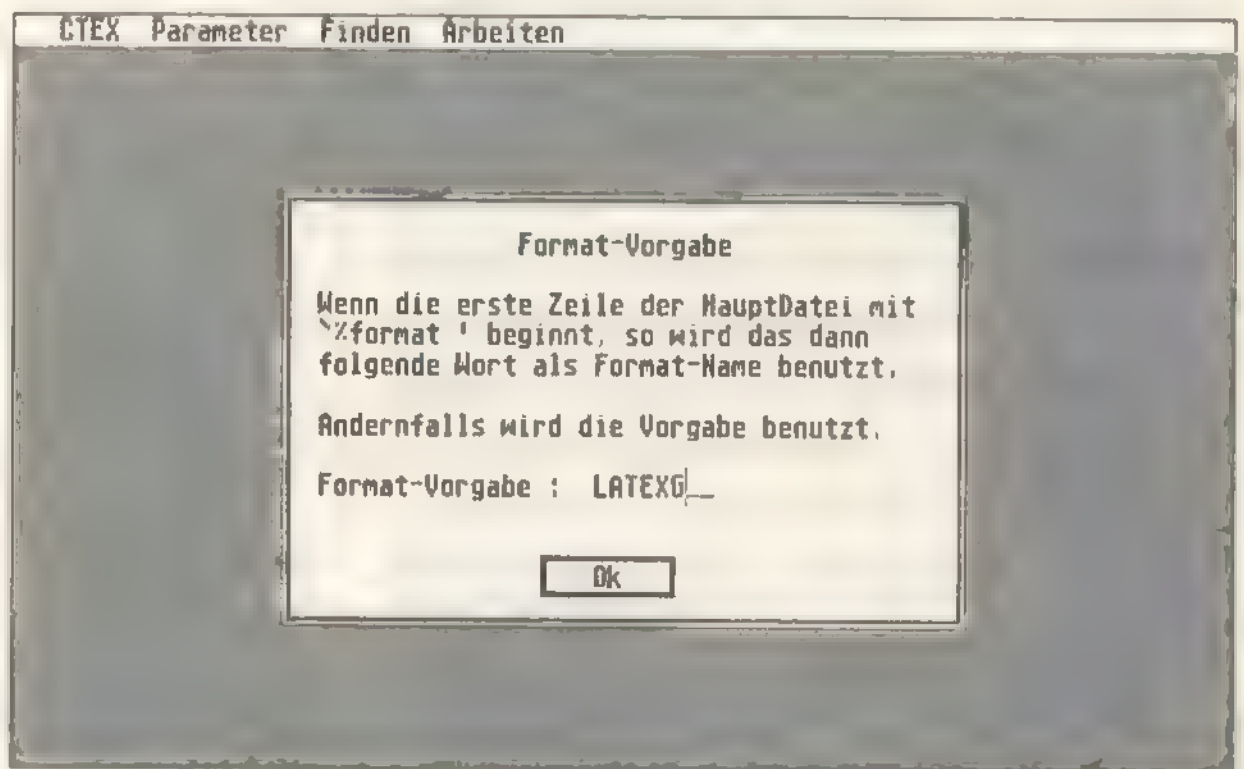 CTEX Parameter Finden Arbeiten
Format-Vorgabe
Wenn die erste Zeile der HauptDatei mit
`%format ' beginnt, so wird das dann
folgende Wort als Format-Name benutzt.
Andernfalls wird die Vorgabe benutzt.
Format-Vorgabe : LATEXG__
Ok